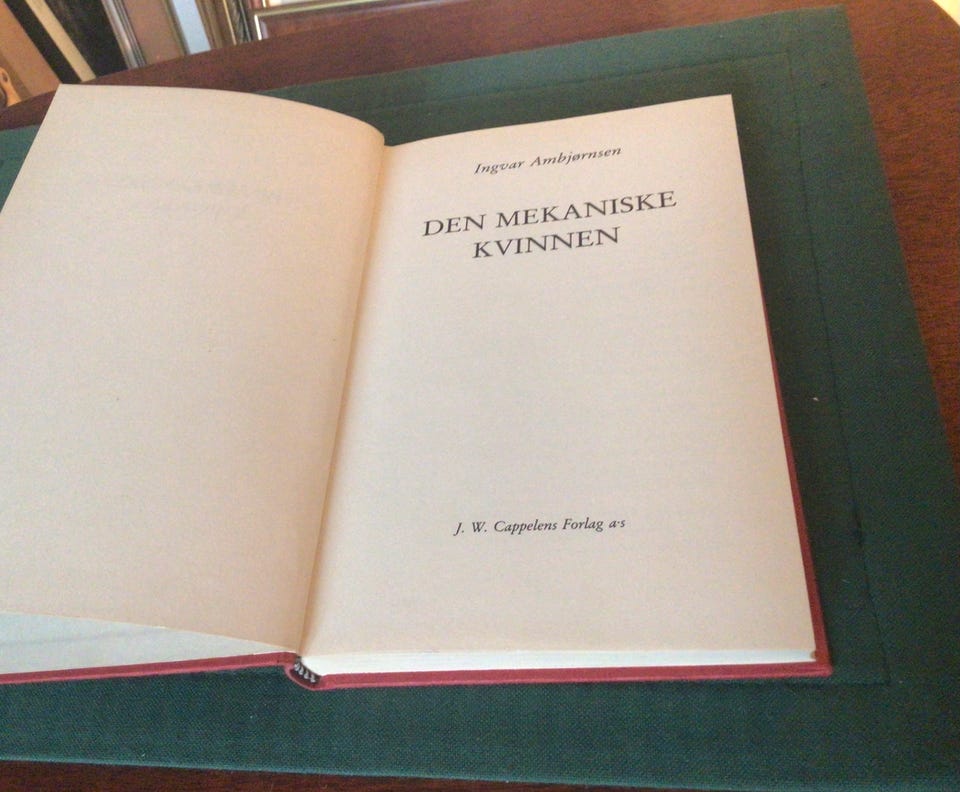 Ingvar Ambjørnsen
DEN MEKANISKE
KVINNEN
J. W. Cappelens Forlag a·s